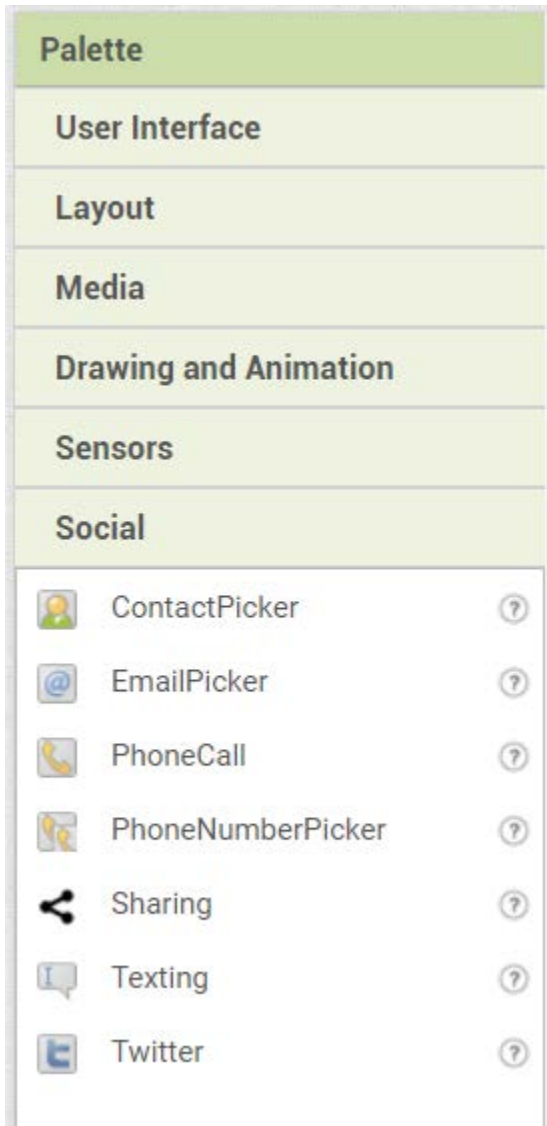 Palette
User Interface
Layout
Media
Drawing and Animation
Sensors
Social
ContactPicker ?
@ EmailPicker ?
PhoneCall ?
PhoneNumberPicker ?
Sharing ?
Texting ?
Twitter ?